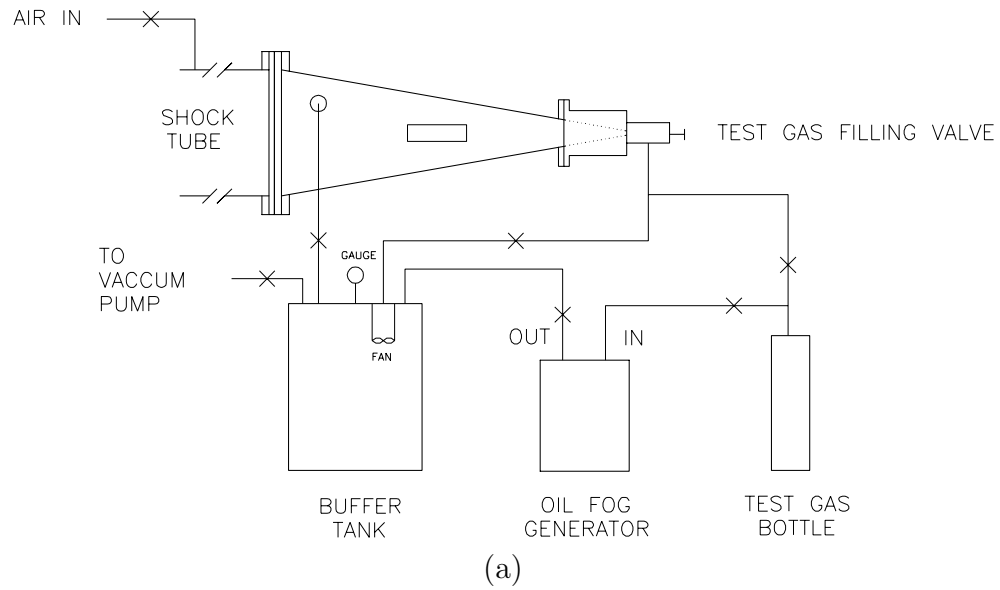 AIR IN
SHOCK
TUBE
TEST GAS FILLING VALVE
TO
VACCUM
PUMP
GAUGE
FAN
OUT
IN
BUFFER
TANK
OIL FOG
GENERATOR
TEST GAS
BOTTLE
(a)